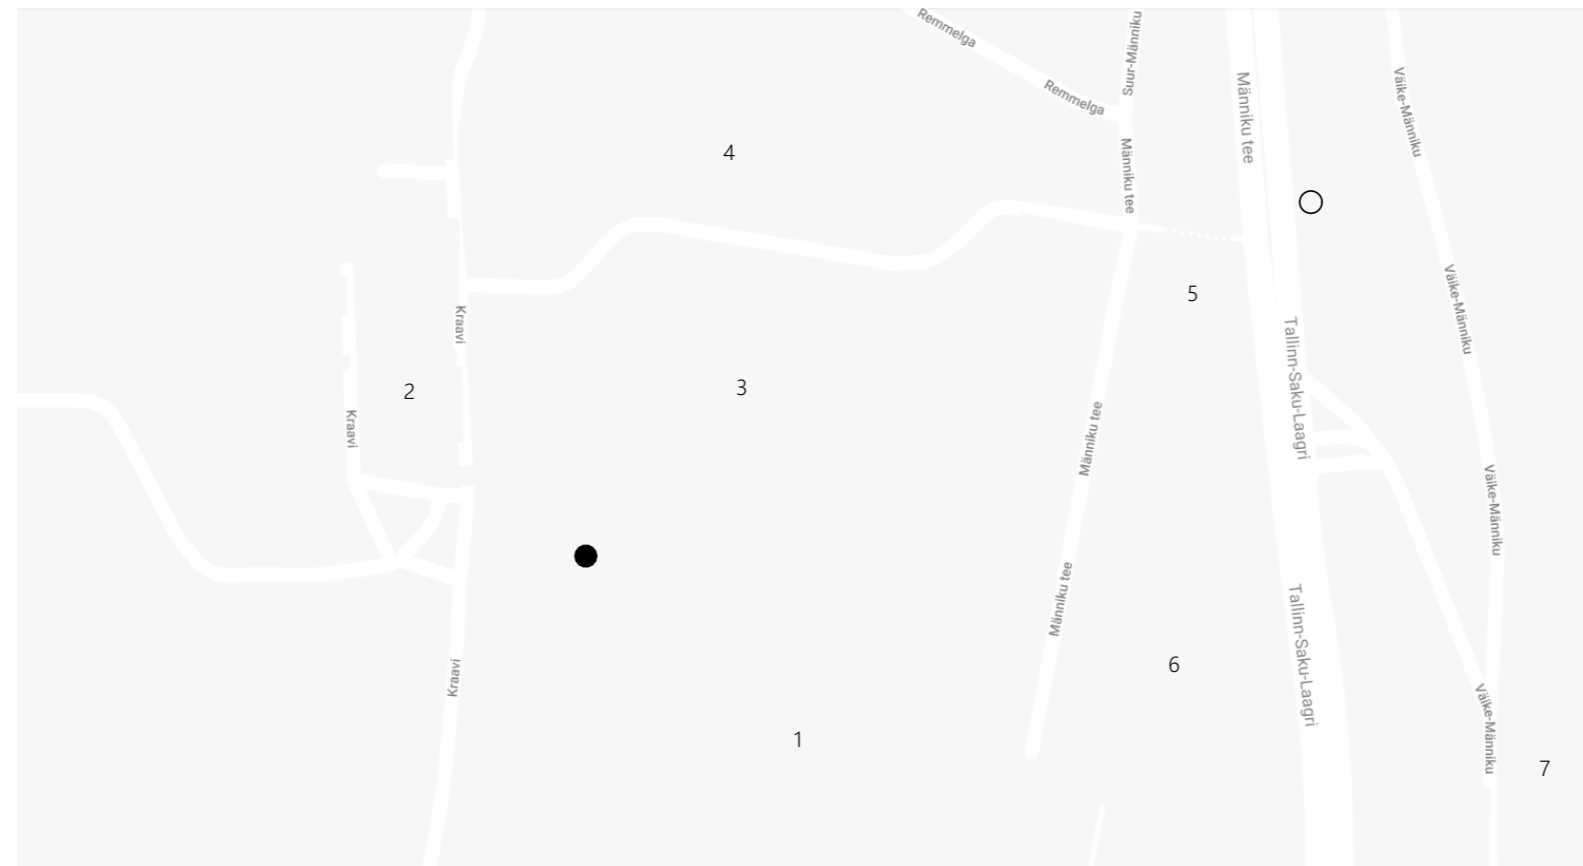 Remmelga
Suur-Männiku
Remmelga
Männiku tee
Väike-Männiku
Männiku tee
4
5
Väike-Männiku
Kraavi
Tallinn-Saku-Laagri
2
3
Kraavi
Männiku tee
Väike-Männiku
Männiku tee
Tallinn-Saku-Laagri
6
Kraavi
Väike-Männiku
1
7